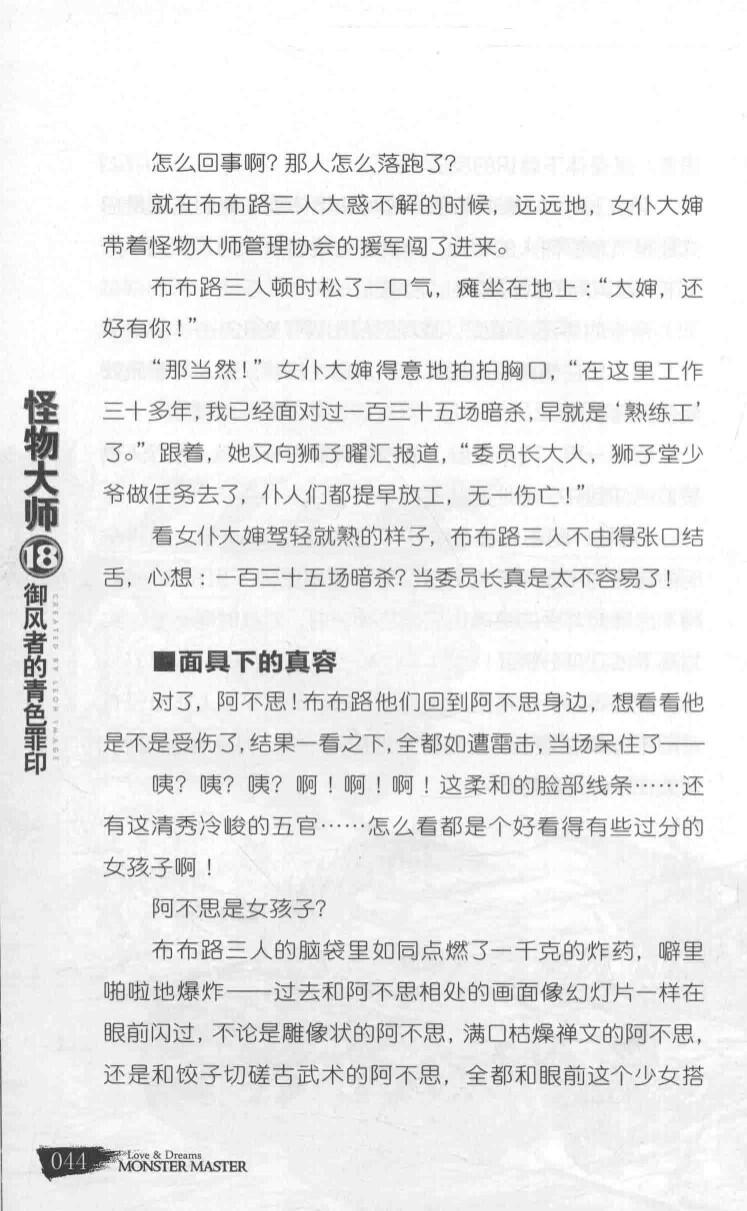 怎么回事啊？那人怎么落跑了？
就在布布路三人大惑不解的时候，远远地，女仆大婶
带着怪物大师管理协会的援军闯了进来。
布布路三人顿时松了一口气，瘫坐在地上：“大婶，还
好有你！”
“那当然！”女仆大婶得意地拍拍胸口，“在这里工作
三十多年，我已经面对过一百三十五场暗杀，早就是‘熟练工’
了。”跟着，她又向狮子曜汇报道，“委员长大人，狮子堂少
爷做任务去了，仆人们都提早放工，无一伤亡！”
看女仆大婶驾轻就熟的样子，布布路三人不由得张口结
舌，心想：一百三十五场暗杀？当委员长真是太不容易了！
面具下的真容
对了，阿不思！布布路他们回到阿不思身边，想看看他
是不是受伤了，结果一看之下，全都如遭雷击，当场呆住了——
咦？咦？咦？啊！啊！啊！这柔和的脸部线条……还
有这清秀冷峻的五官……怎么看都是个好看得有些过分的
女孩子啊！
阿不思是女孩子？
布布路三人的脑袋里如同点燃了一千克的炸药，噼里
啪啦地爆炸——过去和阿不思相处的画面像幻灯片一样在
眼前闪过，不论是雕像状的阿不思，满口枯燥禅文的阿不思，
还是和饺子切磋古武术的阿不思，全都和眼前这个少女搭
怪物大师⑱御风者的青色罪印
CREATED BY LEON IMAGE
044
Love & Dreams
MONSTER MASTER